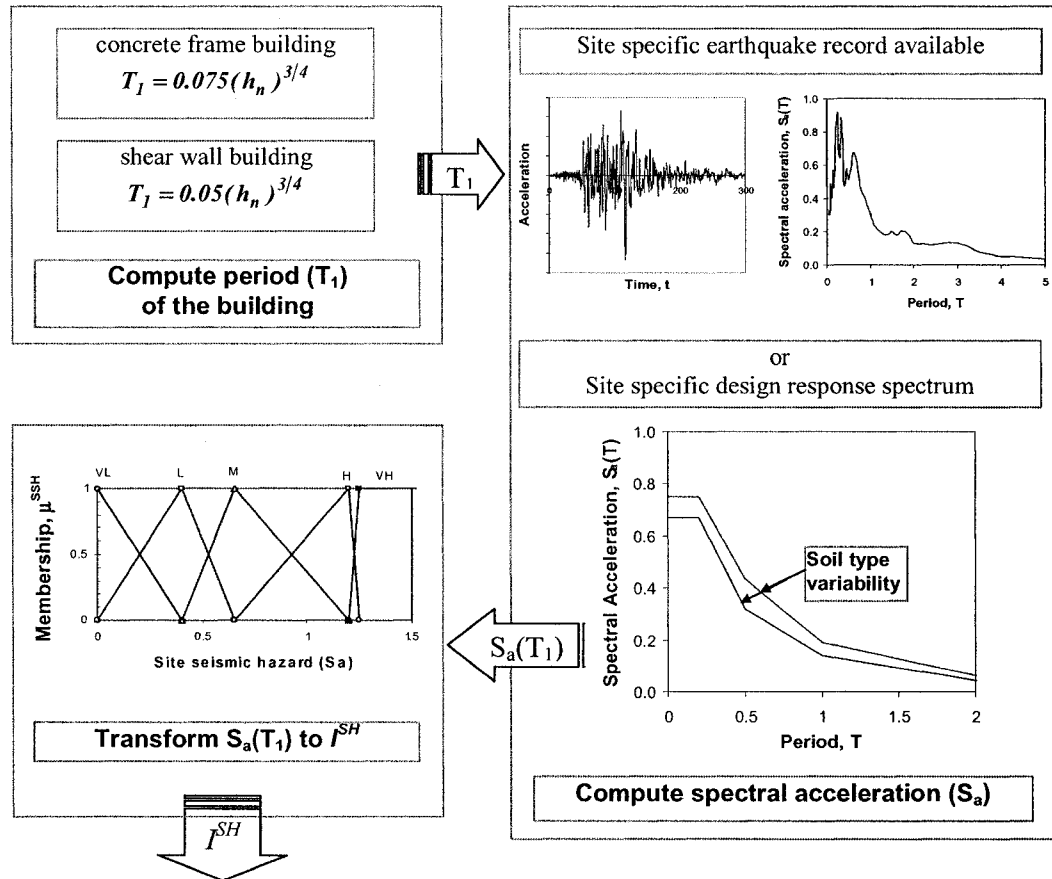 concrete frame building
T₁ = 0.075(hₙ)^3/4
shear wall building
T₁ = 0.05(hₙ)^3/4
Compute period (T₁)
of the building
T₁
Site specific earthquake record available
Acceleration
0
100
200
300
Time, t
Spectral acceleration, Sₐ(T)
1.0
0.8
0.6
0.4
0.2
0.0
0 1 2 3 4 5
Period, T
or
Site specific design response spectrum
Spectral Acceleration, Sₐ(T)
1.0
0.8
0.6
0.4
0.2
0.0
0 0.5 1 1.5 2
Period, T
Soil type
variability
Compute spectral acceleration (Sₐ)
Sₐ(T₁)
VL L M H VH
Membership, μ^SSH
1
0.5
0
0 0.5 1 1.5
Site seismic hazard (Sa)
Transform Sₐ(T₁) to I^SH
I^SH